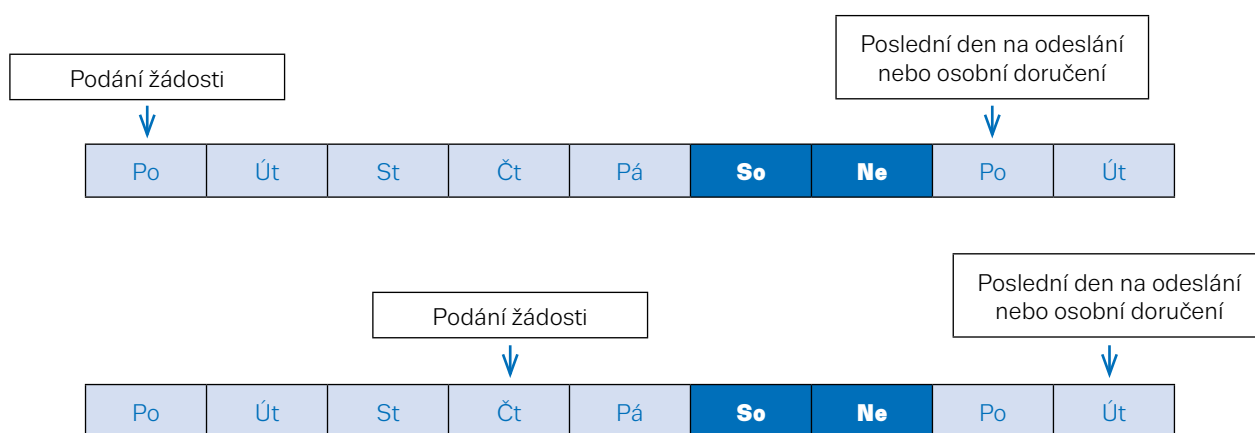 Poslední den na odeslání
nebo osobní doručení
Podání žádosti
Po Út St Čt Pá So Ne Po Út
Poslední den na odeslání
nebo osobní doručení
Podání žádosti
Po Út St Čt Pá So Ne Po Út